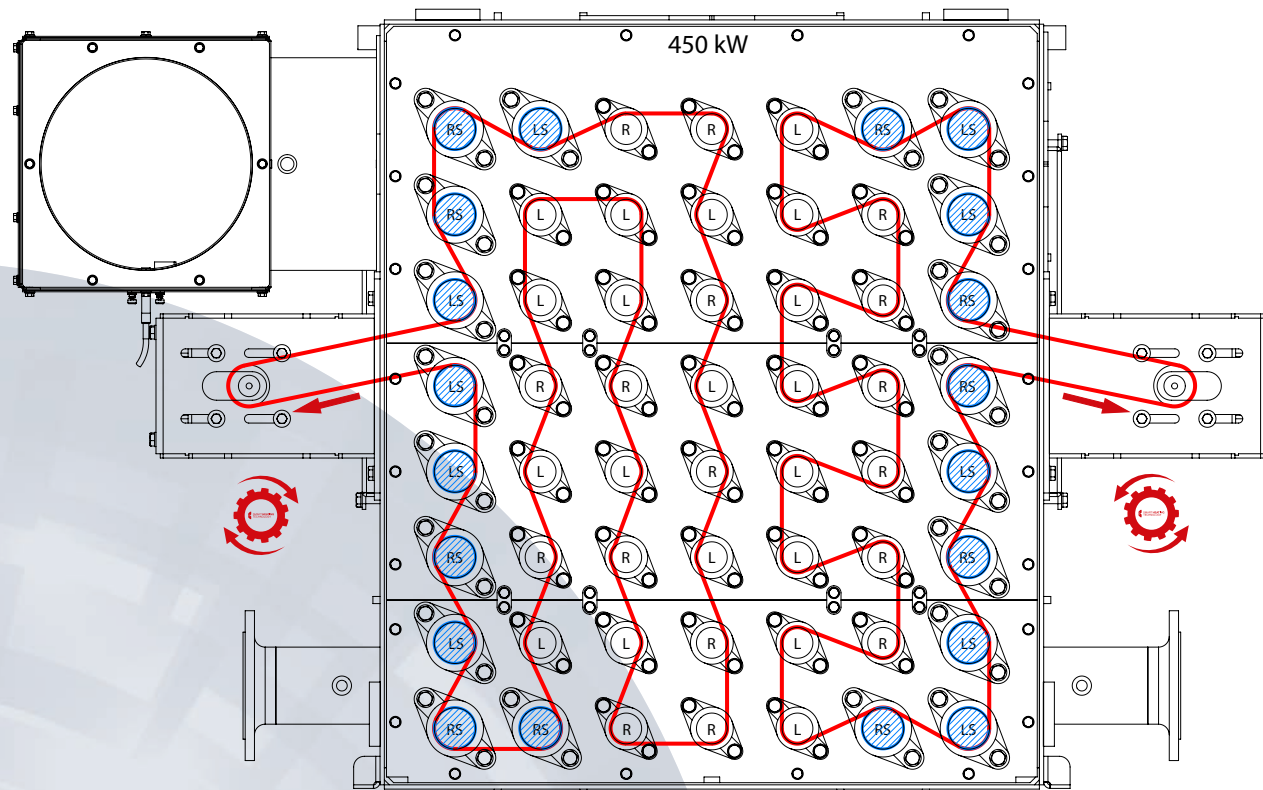 450 kW
RS LS R R L RS LS
RS L L L L R LS
LS L L R L R RS
LS R R L L R RS
LS L L R L R LS
RS R R L L R RS
LS L L R L R LS
RS RS R R L RS LS